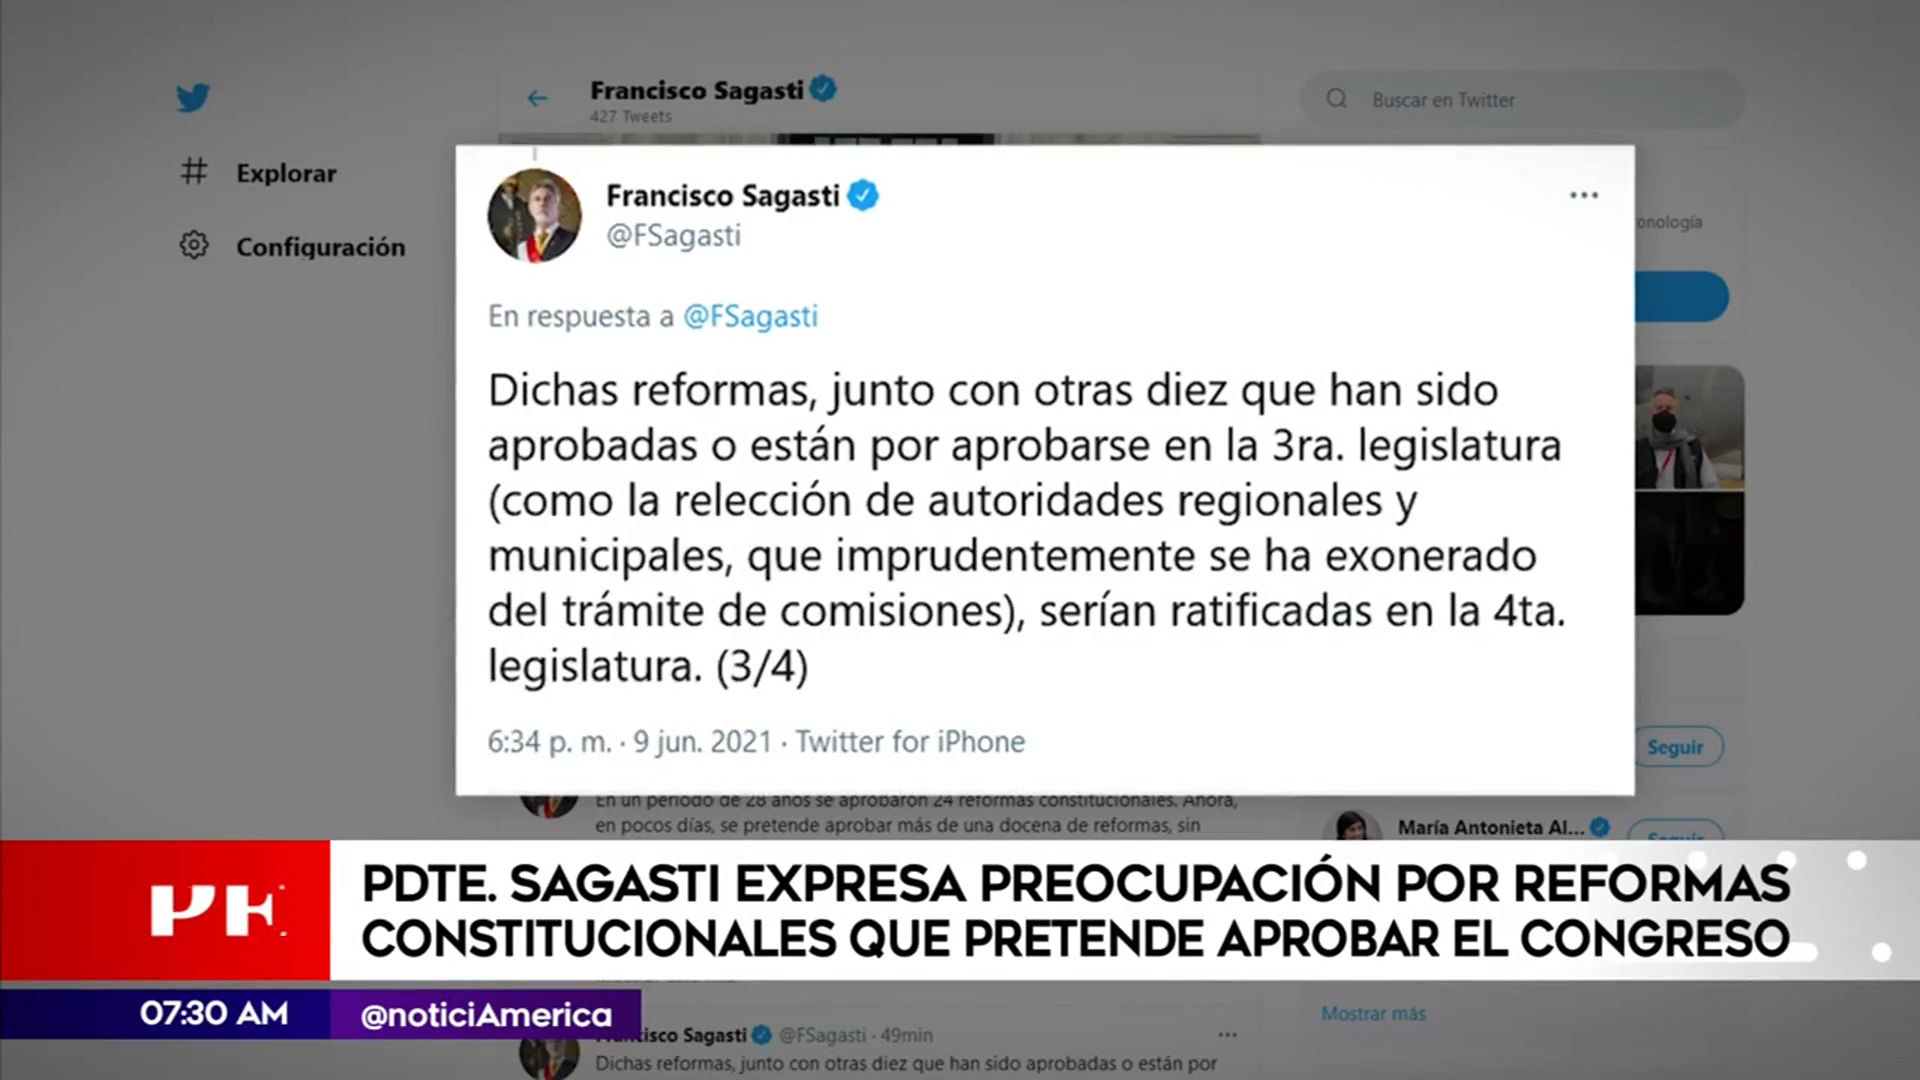 Francisco Sagasti
427 Tweets
Buscar en Twitter
Explorar
Configuración
Francisco Sagasti
@FSagasti
onología
En respuesta a @FSagasti
Dichas reformas, junto con otras diez que han sido
aprobadas o están por aprobarse en la 3ra. legislatura
(como la relección de autoridades regionales y
municipales, que imprudentemente se ha exonerado
del trámite de comisiones), serían ratificadas en la 4ta.
legislatura. (3/4)
6:34 p. m. · 9 jun. 2021 · Twitter for iPhone
Seguir
En un periodo de 28 años se aprobaron 24 reformas constitucionales. Ahora,
en pocos días, se pretende aprobar más de una docena de reformas, sin
María Antonieta Al...
Seguir
PDTE. SAGASTI EXPRESA PREOCUPACIÓN POR REFORMAS
CONSTITUCIONALES QUE PRETENDE APROBAR EL CONGRESO
07:30 AM
@noticiAmerica
Mostrar más
cisco Sagasti @FSagasti · 49min
Dichas reformas, junto con otras diez que han sido aprobadas o están por